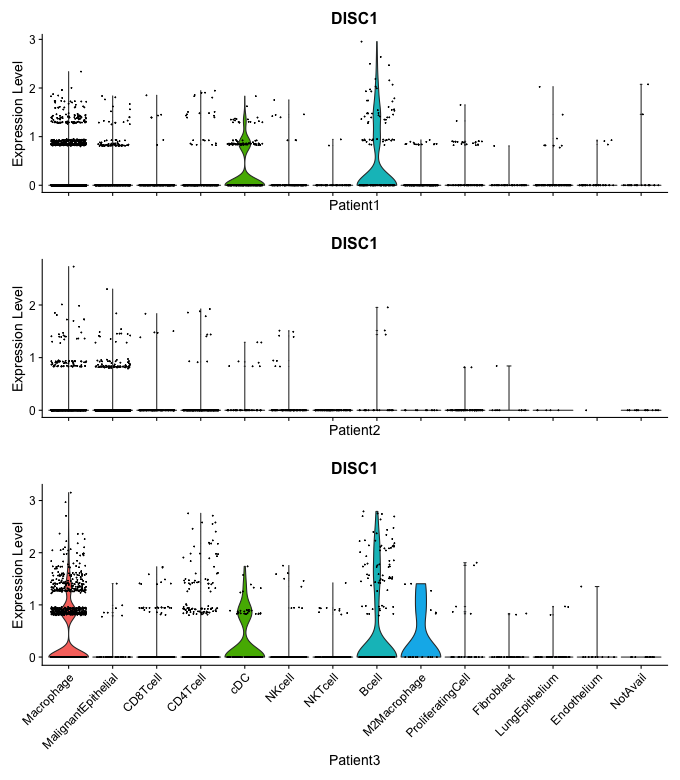 DISC1
Expression Level
3
2
1
0
Patient1
DISC1
Expression Level
2
1
0
Patient2
DISC1
Expression Level
3
2
1
0
Macrophage
MalignantEpithelial
CD8Tcell
CD4Tcell
cDC
NKcell
NKTcell
Bcell
M2Macrophage
ProliferatingCell
Fibroblast
LungEpithelium
Endothelium
NotAvail
Patient3